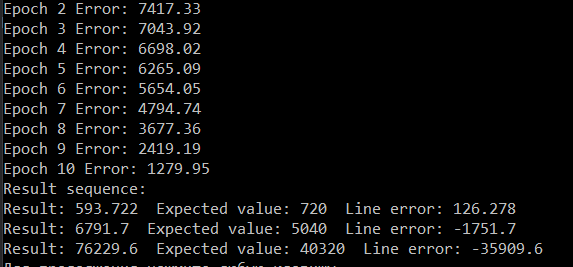 Epoch 2 Error: 7417.33
Epoch 3 Error: 7043.92
Epoch 4 Error: 6698.02
Epoch 5 Error: 6265.09
Epoch 6 Error: 5654.05
Epoch 7 Error: 4794.74
Epoch 8 Error: 3677.36
Epoch 9 Error: 2419.19
Epoch 10 Error: 1279.95
Result sequence:
Result: 593.722  Expected value: 720  Line error: 126.278
Result: 6791.7  Expected value: 5040  Line error: -1751.7
Result: 76229.6  Expected value: 40320  Line error: -35909.6